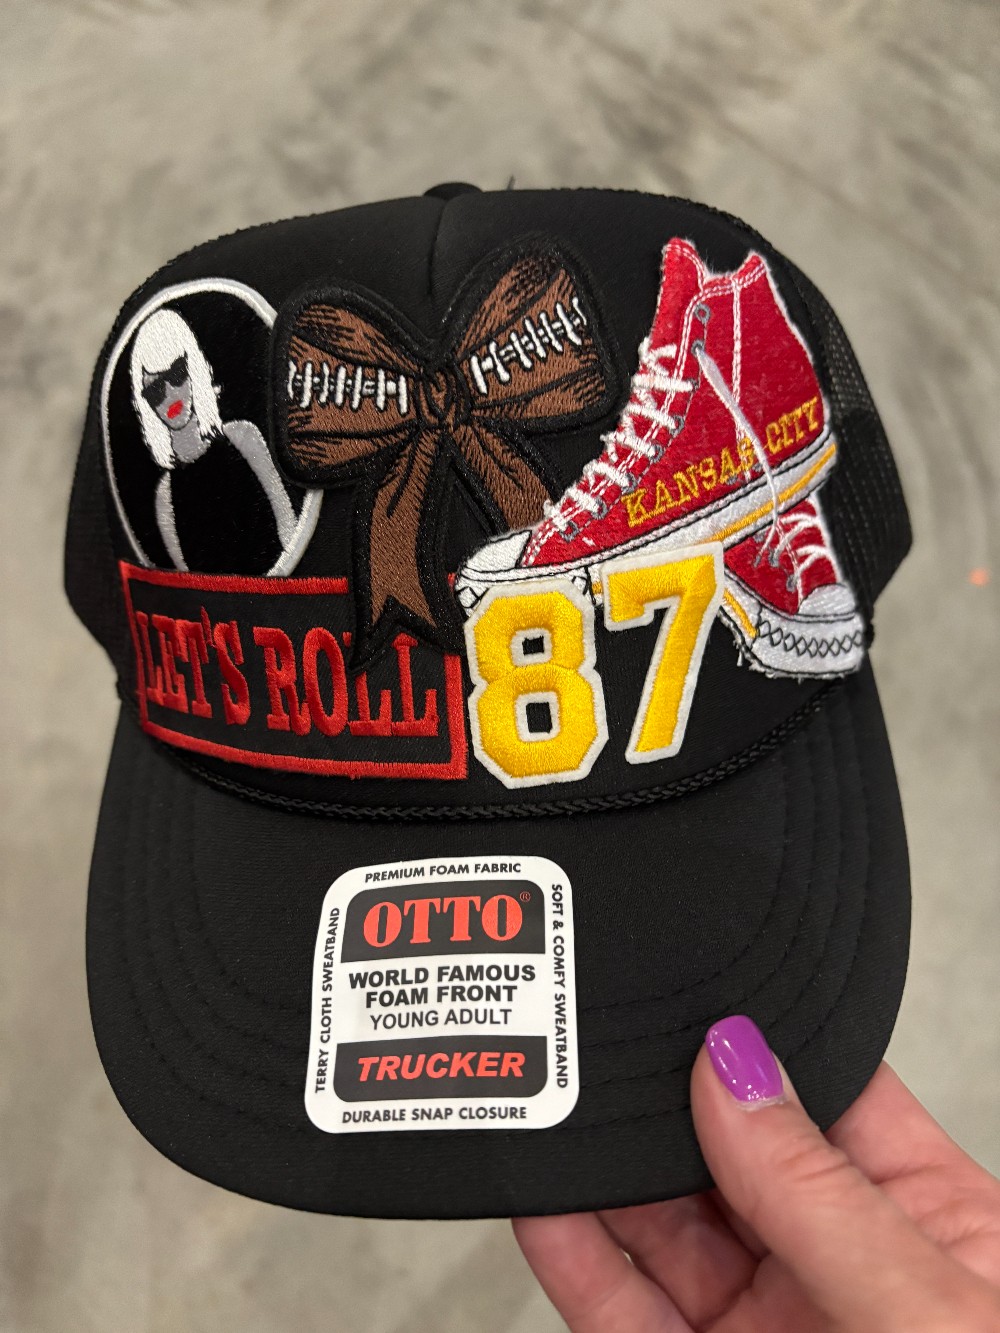 KANSAS CITY
LET'S ROLL
87
PREMIUM FOAM FABRIC
OTTO®
WORLD FAMOUS
FOAM FRONT
YOUNG ADULT
TRUCKER
DURABLE SNAP CLOSURE
TERRY CLOTH SWEATBAND
SOFT & COMFY SWEATBAND